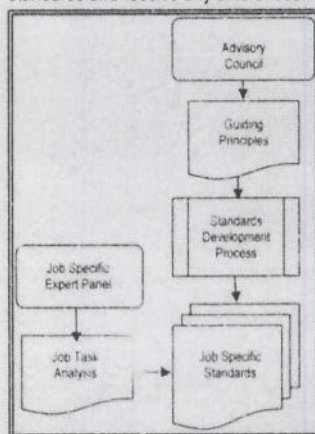 Advisory
Council
Guiding
Principles
Standards
Development
Process
Job Specific
Expert Panel
Job Task
Analysis
Job Specific
Standards